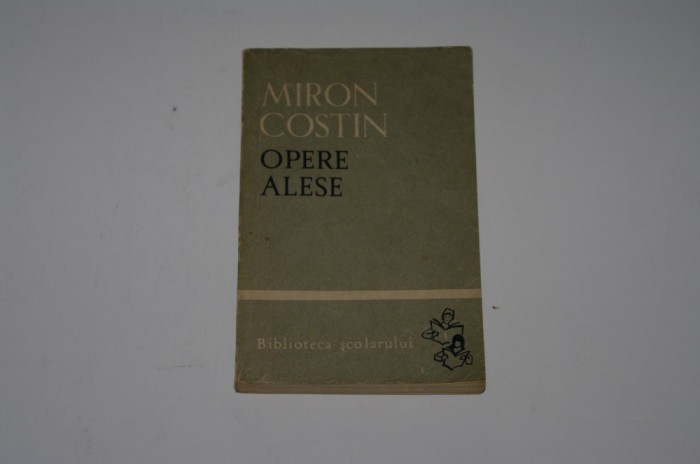 MIRON
COSTIN
OPERE
ALESE
Biblioteca școlarului